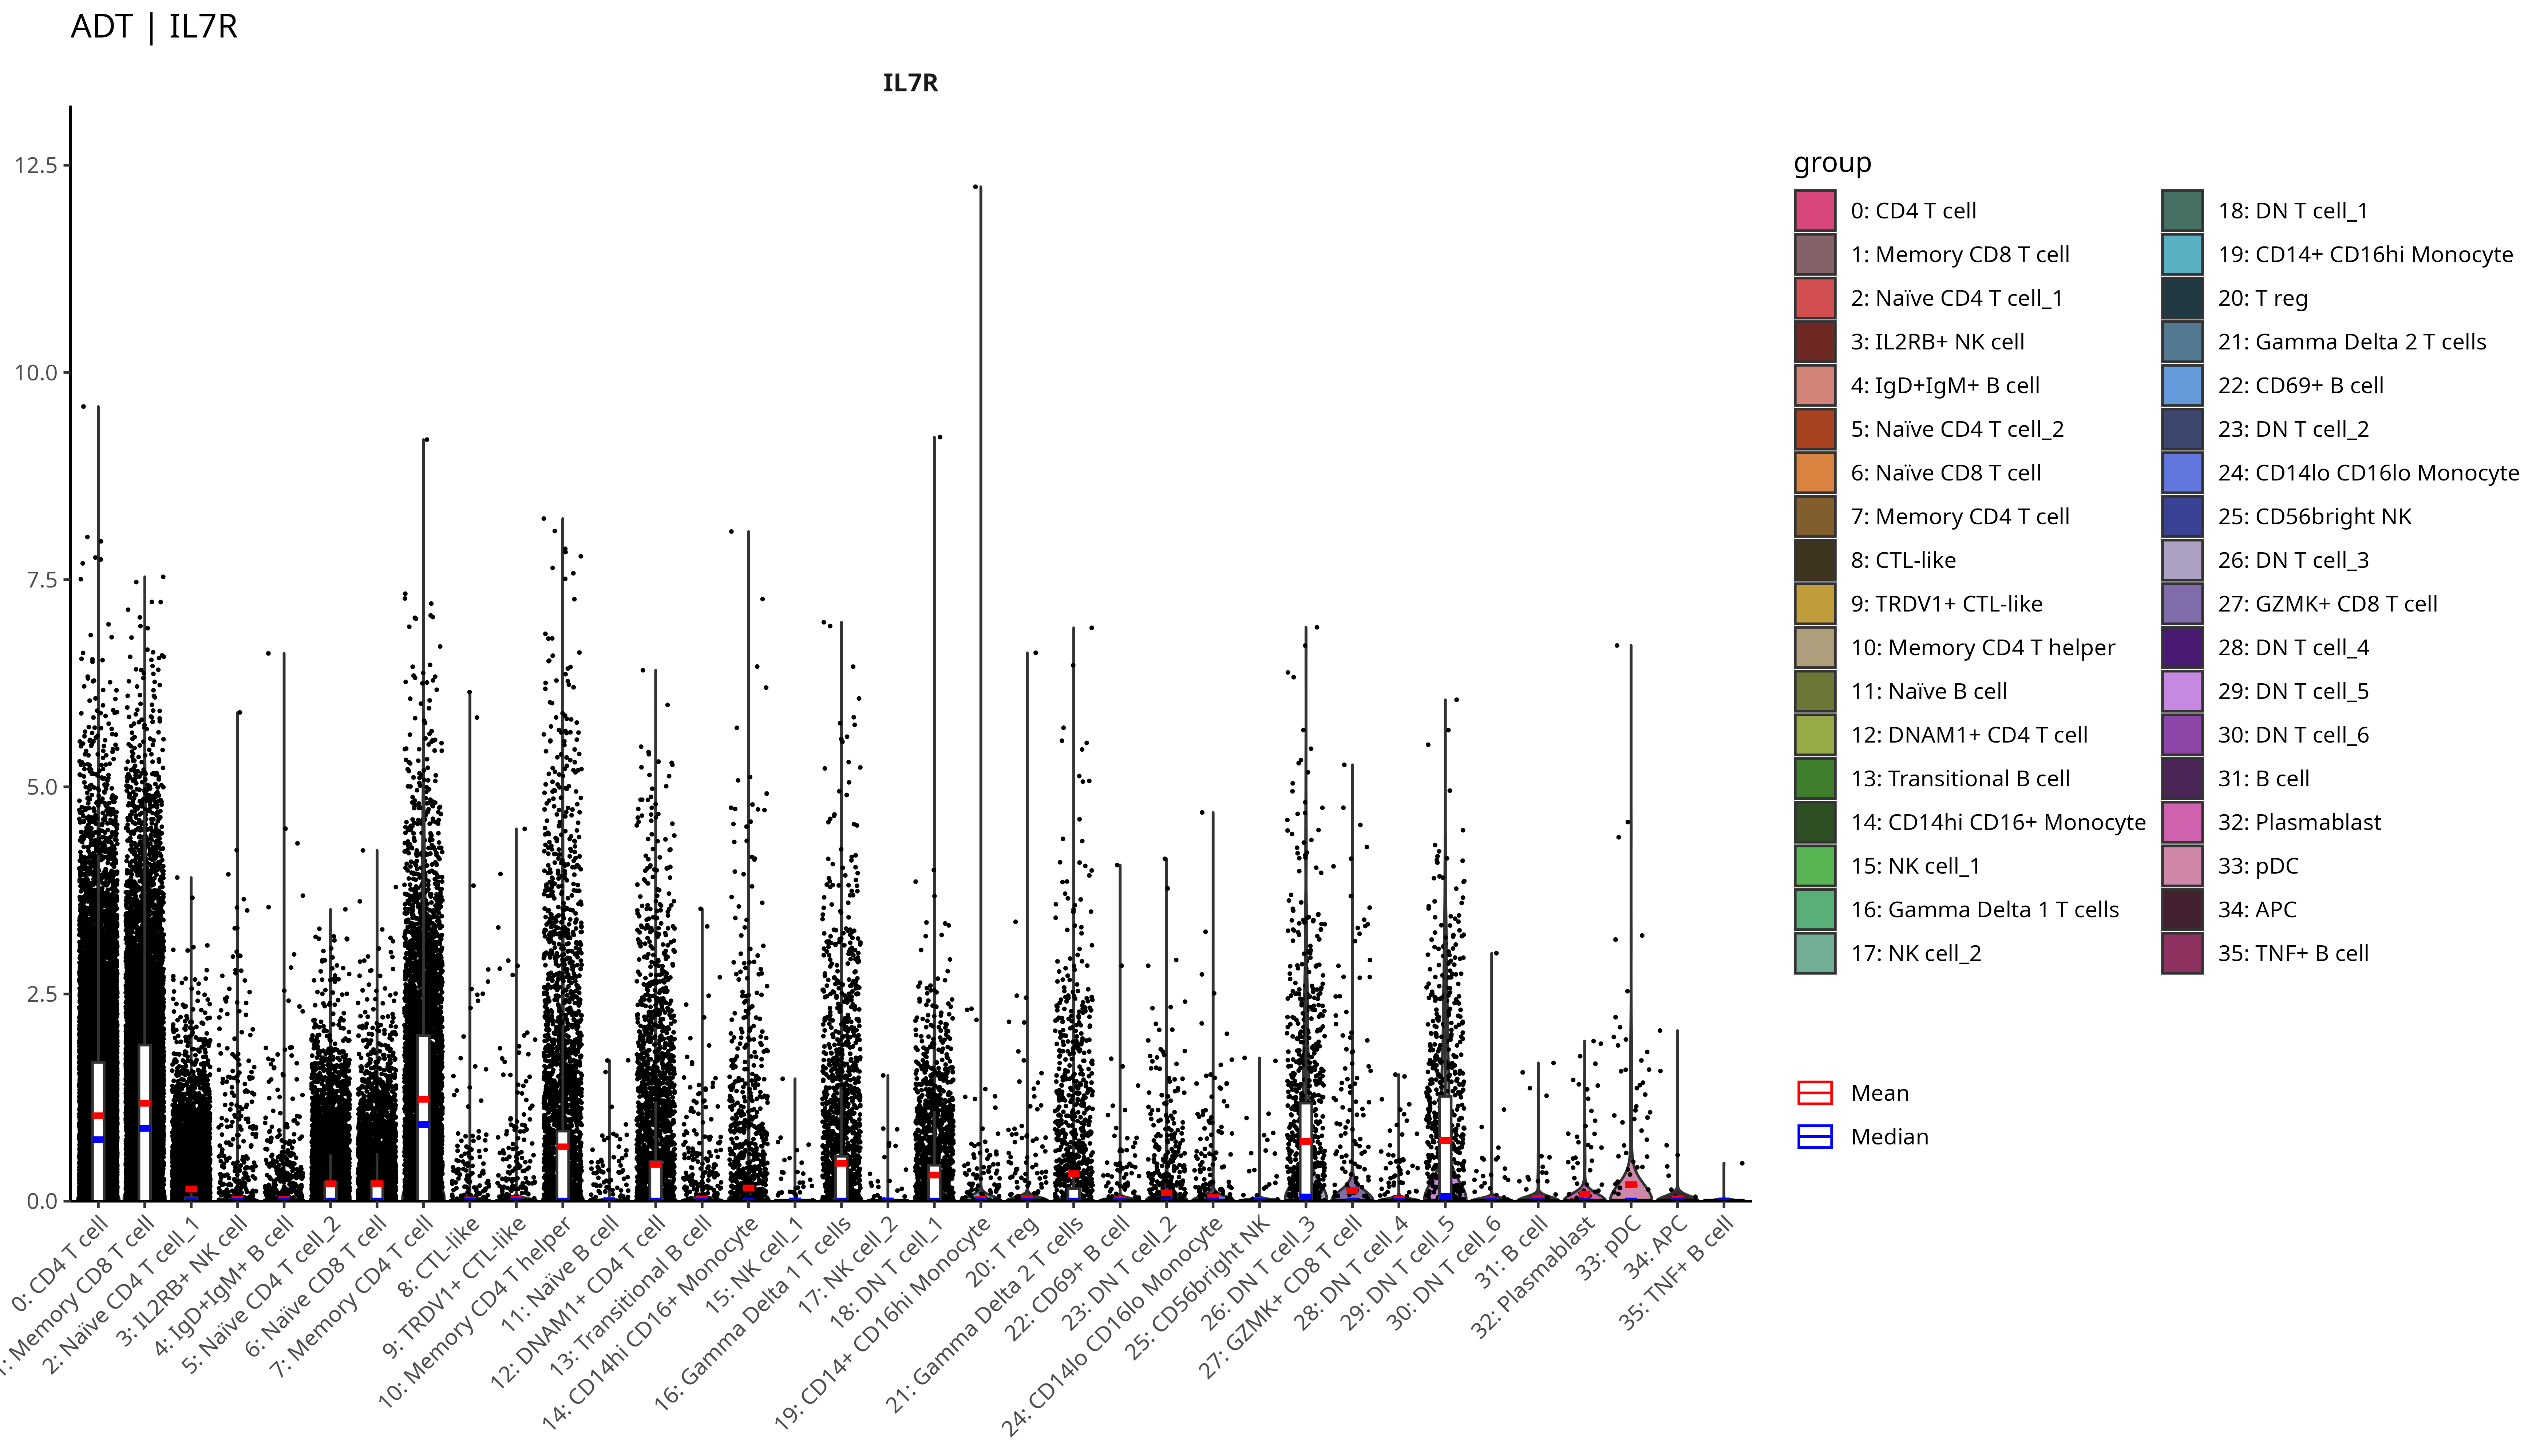 ADT | IL7R
IL7R
12.5
10.0
7.5
5.0
2.5
0.0
0: CD4 T cell
1: Memory CD8 T cell
2: Naïve CD4 T cell_1
3: IL2RB+ NK cell
4: IgD+IgM+ B cell
5: Naïve CD4 T cell_2
6: Naïve CD8 T cell
7: Memory CD4 T cell
8: CTL-like
9: TRDV1+ CTL-like
10: Memory CD4 T helper
11: Naïve B cell
12: DNAM1+ CD4 T cell
13: Transitional B cell
14: CD14hi CD16+ Monocyte
15: NK cell_1
16: Gamma Delta 1 T cells
17: NK cell_2
18: DN T cell_1
19: CD14+ CD16hi Monocyte
20: T reg
21: Gamma Delta 2 T cells
22: CD69+ B cell
23: DN T cell_2
24: CD14lo CD16lo Monocyte
25: CD56bright NK
26: DN T cell_3
27: GZMK+ CD8 T cell
28: DN T cell_4
29: DN T cell_5
30: DN T cell_6
31: B cell
32: Plasmablast
33: pDC
34: APC
35: TNF+ B cell
group
0: CD4 T cell
1: Memory CD8 T cell
2: Naïve CD4 T cell_1
3: IL2RB+ NK cell
4: IgD+IgM+ B cell
5: Naïve CD4 T cell_2
6: Naïve CD8 T cell
7: Memory CD4 T cell
8: CTL-like
9: TRDV1+ CTL-like
10: Memory CD4 T helper
11: Naïve B cell
12: DNAM1+ CD4 T cell
13: Transitional B cell
14: CD14hi CD16+ Monocyte
15: NK cell_1
16: Gamma Delta 1 T cells
17: NK cell_2
18: DN T cell_1
19: CD14+ CD16hi Monocyte
20: T reg
21: Gamma Delta 2 T cells
22: CD69+ B cell
23: DN T cell_2
24: CD14lo CD16lo Monocyte
25: CD56bright NK
26: DN T cell_3
27: GZMK+ CD8 T cell
28: DN T cell_4
29: DN T cell_5
30: DN T cell_6
31: B cell
32: Plasmablast
33: pDC
34: APC
35: TNF+ B cell
Mean
Median